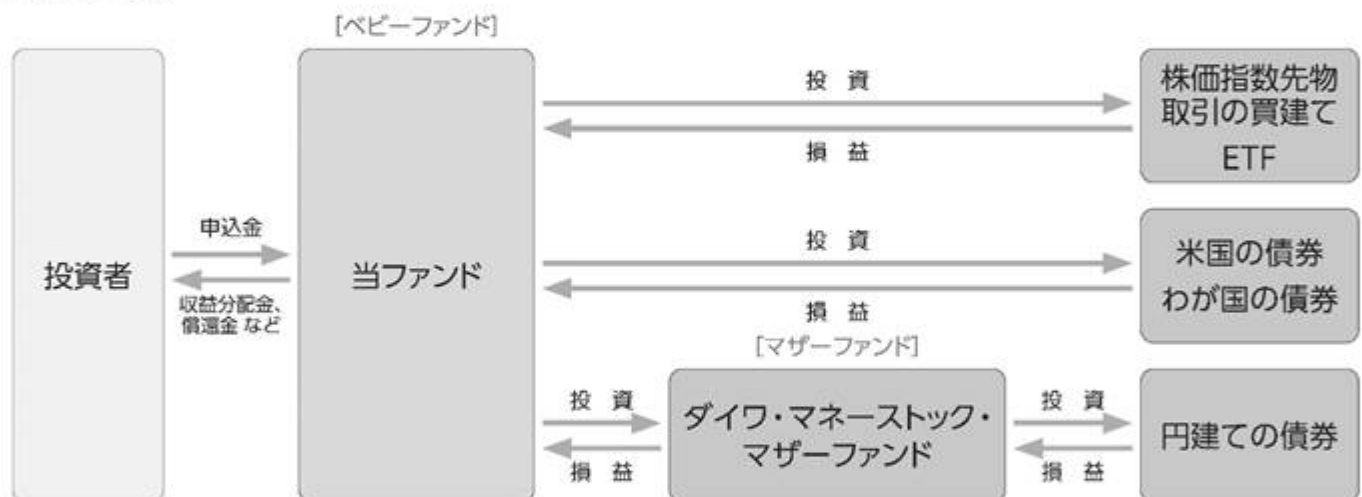 [ベビーファンド]
投資者
申込金
収益分配金、
償還金 など
当ファンド
投 資
損 益
株価指数先物
取引の買建て
ETF
投 資
損 益
米国の債券
わが国の債券
[マザーファンド]
投 資
損 益
ダイワ・マネーストック・
マザーファンド
投 資
損 益
円建ての債券